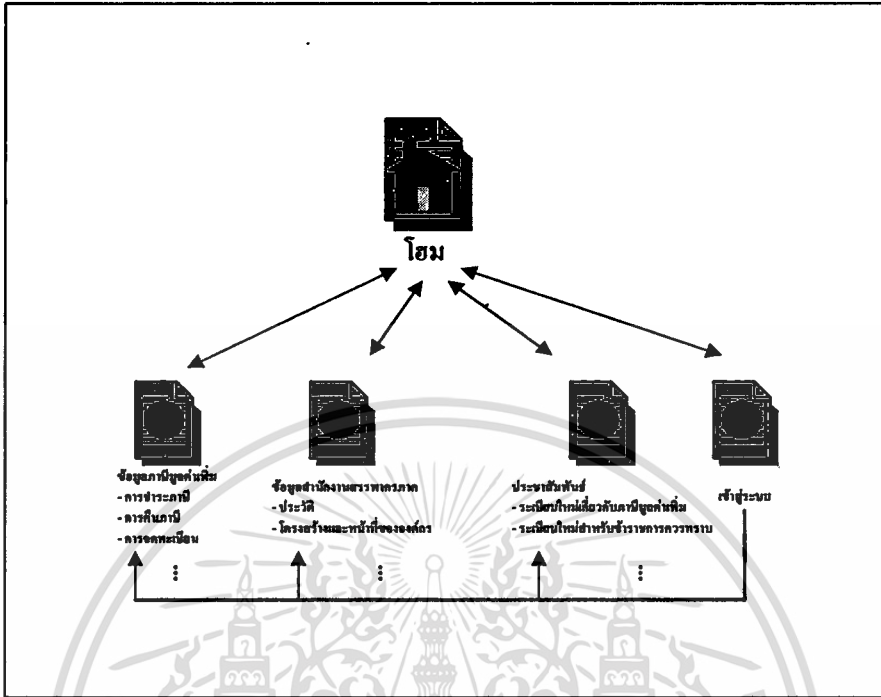 โฮม
ข้อมูลภาษีมูลค่าเพิ่ม
- การชำระภาษี
- การคืนภาษี
- การจดทะเบียน
ข้อมูลสำนักงานสรรพากรภาค
- ประวัติ
- โครงสร้างและหน้าที่ขององค์กร
ประชาสัมพันธ์
- ระเบียบใหม่เกี่ยวกับภาษีมูลค่าเพิ่ม
- ระเบียบใหม่สำหรับข้าราชการควรทราบ
เข้าสู่ระบบ